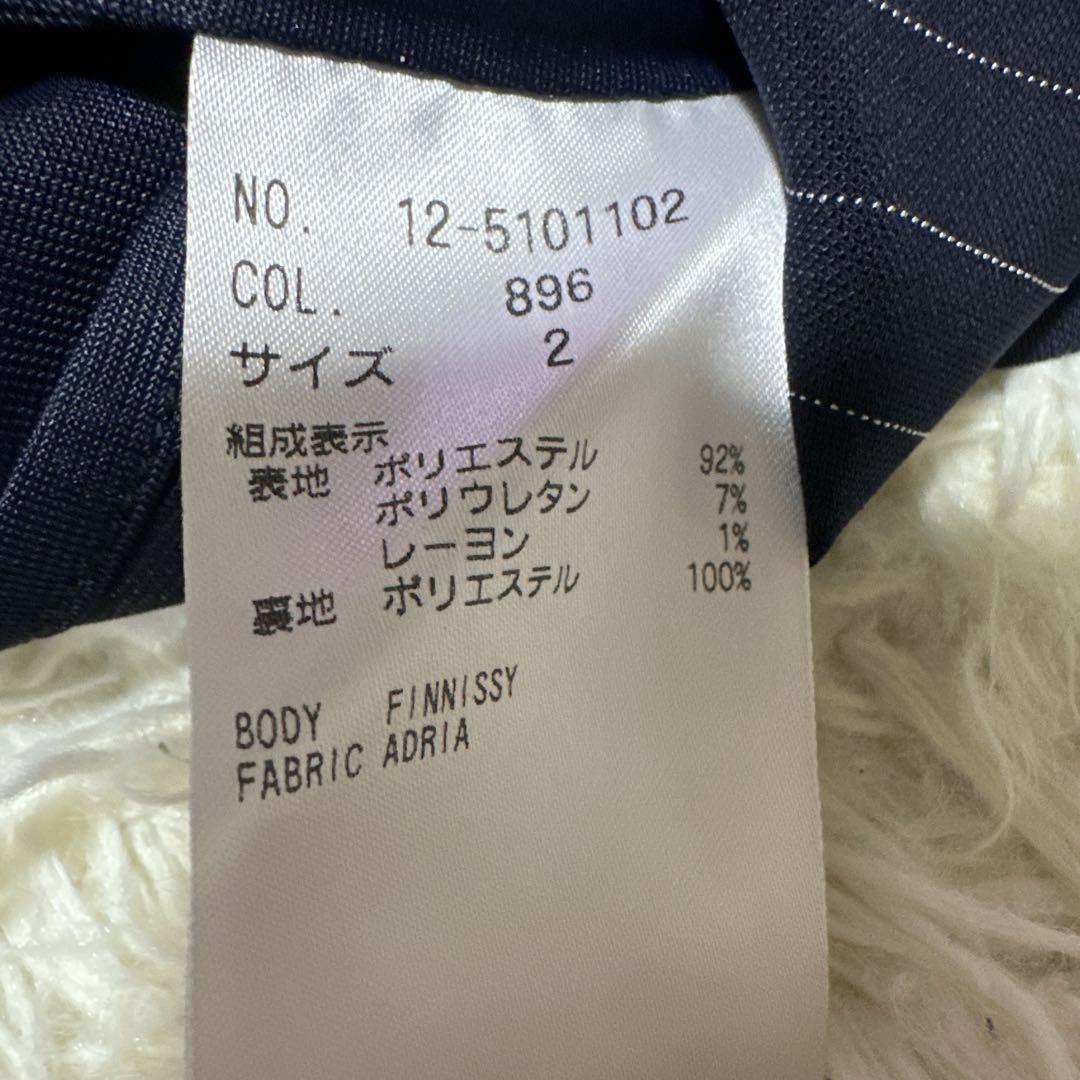 NO. 12-5101102
COL. 896
サイズ 2
組成表示
表地 ポリエステル 92%
ポリウレタン 7%
レーヨン 1%
裏地 ポリエステル 100%
BODY FINNISSY
FABRIC ADRIA